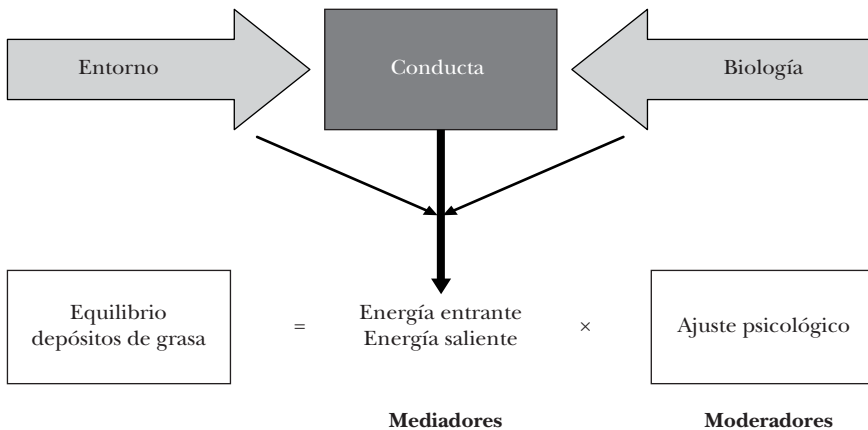 Entorno
Conducta
Biología
Equilibrio
depósitos de grasa
=
Energía entrante
Energía saliente
×
Ajuste psicológico
Mediadores
Moderadores